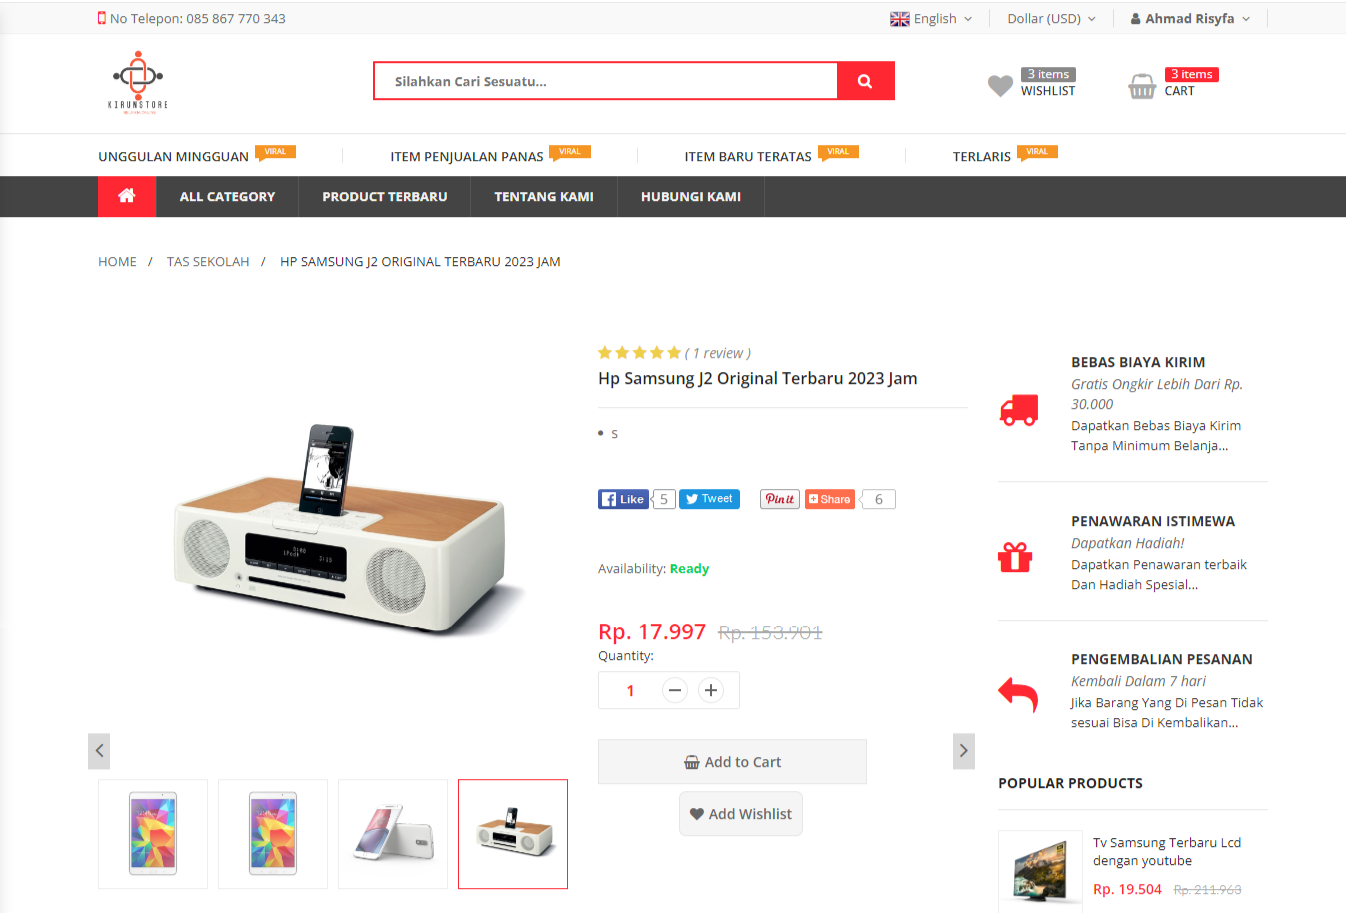 No Telepon: 085 867 770 343
English
Dollar (USD)
Ahmad Risyfa
KIRUNSTORE
Silahkan Cari Sesuatu...
3 items
WISHLIST
3 items
CART
UNGGULAN MINGGUAN VIRAL
ITEM PENJUALAN PANAS VIRAL
ITEM BARU TERATAS VIRAL
TERLARIS VIRAL
ALL CATEGORY
PRODUCT TERBARU
TENTANG KAMI
HUBUNGI KAMI
HOME / TAS SEKOLAH / HP SAMSUNG J2 ORIGINAL TERBARU 2023 JAM
( 1 review )
Hp Samsung J2 Original Terbaru 2023 Jam
S
Like 5
Tweet
Pin it
Share 6
Availability: Ready
Rp. 17.997 Rp. 153.901
Quantity:
1
Add to Cart
Add Wishlist
BEBAS BIAYA KIRIM
Gratis Ongkir Lebih Dari Rp.
30.000
Dapatkan Bebas Biaya Kirim
Tanpa Minimum Belanja...
PENAWARAN ISTIMEWA
Dapatkan Hadiah!
Dapatkan Penawaran terbaik
Dan Hadiah Spesial...
PENGEMBALIAN PESANAN
Kembali Dalam 7 hari
Jika Barang Yang Di Pesan Tidak
sesuai Bisa Di Kembalikan...
POPULAR PRODUCTS
Tv Samsung Terbaru Lcd
dengan youtube
Rp. 19.504 Rp. 211.963